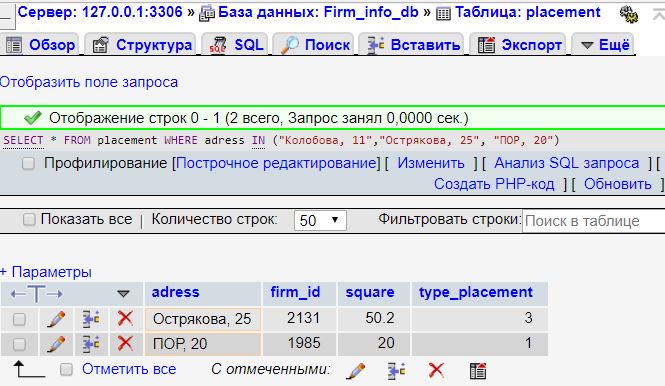 Сервер: 127.0.0.1:3306 » База данных: Firm_info_db » Таблица: placement
Обзор Структура SQL Поиск Вставить Экспорт Ещё
Отобразить поле запроса
Отображение строк 0 - 1 (2 всего, Запрос занял 0,0000 сек.)
SELECT * FROM placement WHERE adress IN ("Колобова, 11","Острякова, 25", "ПОР, 20")
Профилирование [Построчное редактирование] [ Изменить ] [ Анализ SQL запроса ] [
Создать PHP-код ] [ Обновить ]
Показать все | Количество строк: 50 Фильтровать строки: Поиск в таблице
+ Параметры
←T→ adress firm_id square type_placement
Острякова, 25 2131 50.2 3
ПОР, 20 1985 20 1
Отметить все С отмеченными: